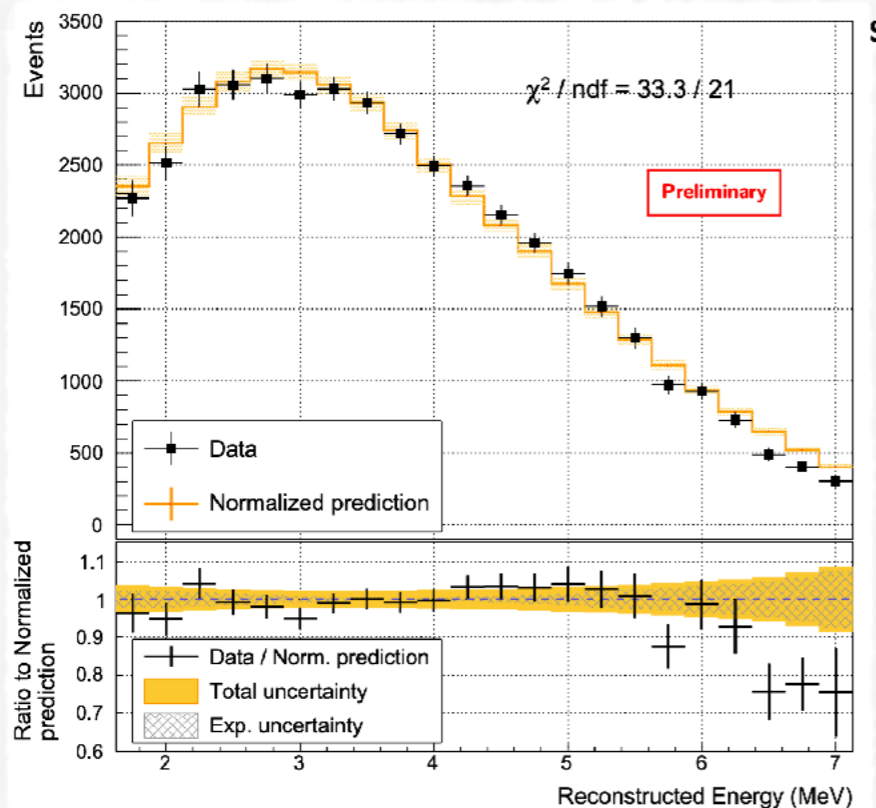 Events
3500
3000
2500
2000
1500
1000
500
0
χ² / ndf = 33.3 / 21
Preliminary
Data
Normalized prediction
Ratio to Normalized
prediction
1.1
1
0.9
0.8
0.7
0.6
Data / Norm. prediction
Total uncertainty
Exp. uncertainty
2
3
4
5
6
7
Reconstructed Energy (MeV)